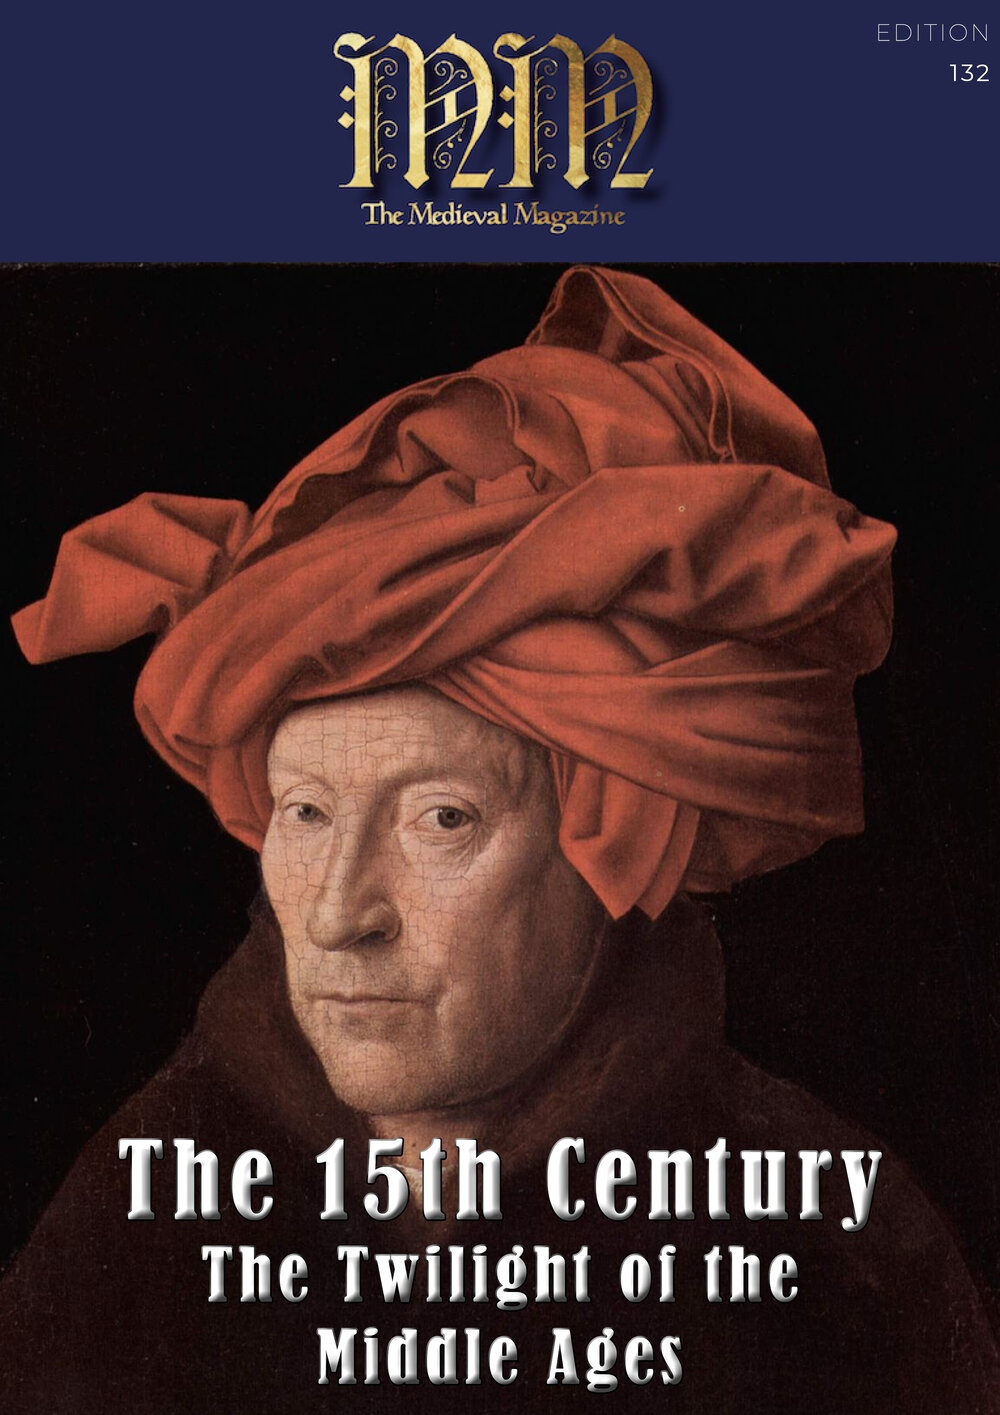 EDITION
132
MM
The Medieval Magazine
The 15th Century
The Twilight of the
Middle Ages